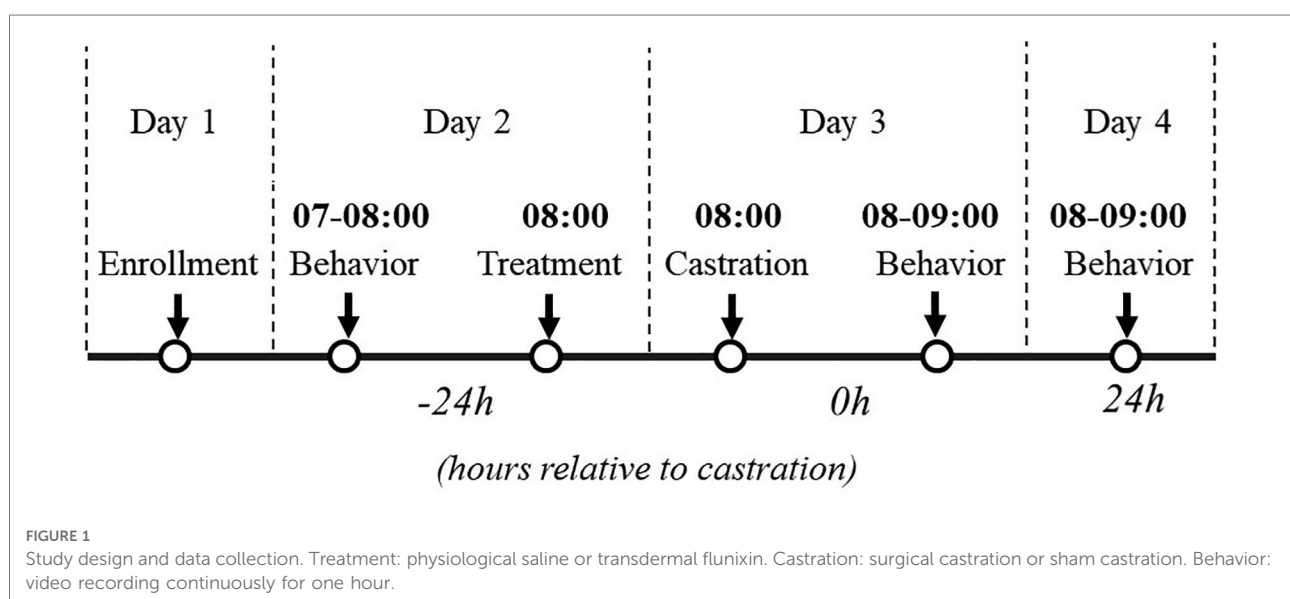 Day 1 Day 2 Day 3 Day 4
07-08:00 08:00 08:00 08-09:00 08-09:00
Enrollment Behavior Treatment Castration Behavior Behavior
-24h 0h 24h
(hours relative to castration)
FIGURE 1
Study design and data collection. Treatment: physiological saline or transdermal flunixin. Castration: surgical castration or sham castration. Behavior:
video recording continuously for one hour.